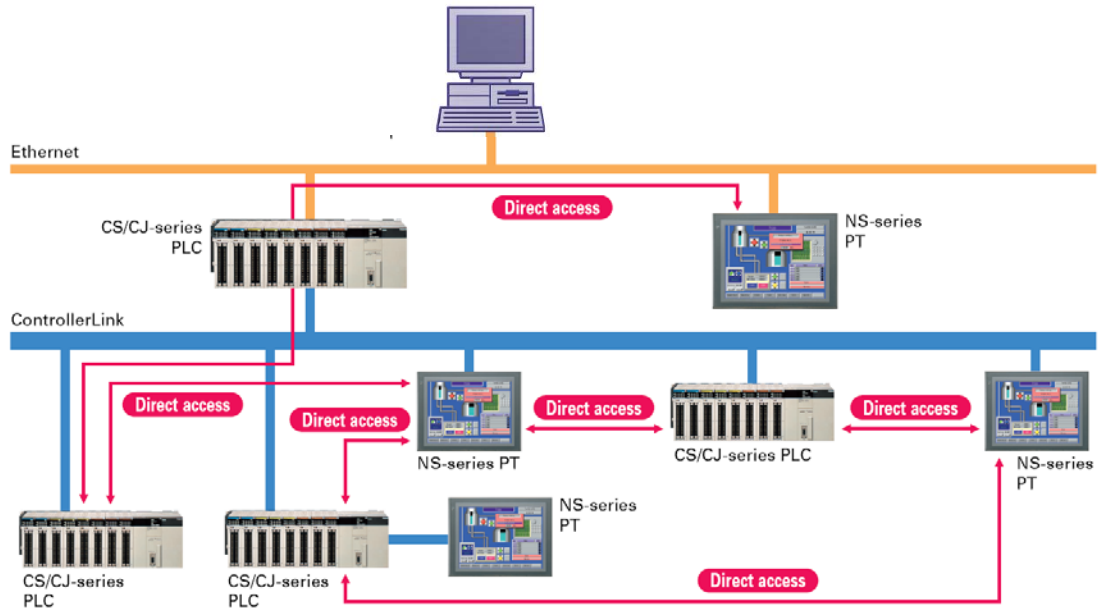 Ethernet
Direct access
CS/CJ-series
PLC
NS-series
PT
ControllerLink
Direct access
Direct access
Direct access
Direct access
NS-series PT
CS/CJ-series PLC
NS-series
PT
NS-series
PT
CS/CJ-series
PLC
CS/CJ-series
PLC
Direct access